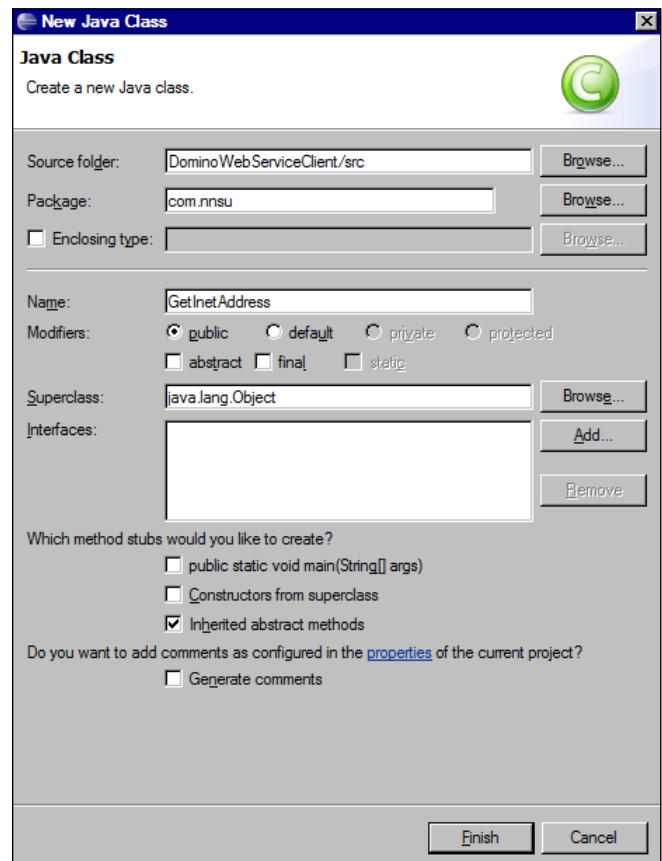 New Java Class
Java Class
Create a new Java class.
C
Source folder: DominoWebServiceClient/src Browse...
Package: com.nnsu Browse...
Enclosing type: Browse...
Name: GetInetAddress
Modifiers: public default private protected
abstract final static
Superclass: java.lang.Object Browse...
Interfaces: Add...
Remove
Which method stubs would you like to create?
public static void main(String[] args)
Constructors from superclass
Inherited abstract methods
Do you want to add comments as configured in the properties of the current project?
Generate comments
Finish Cancel